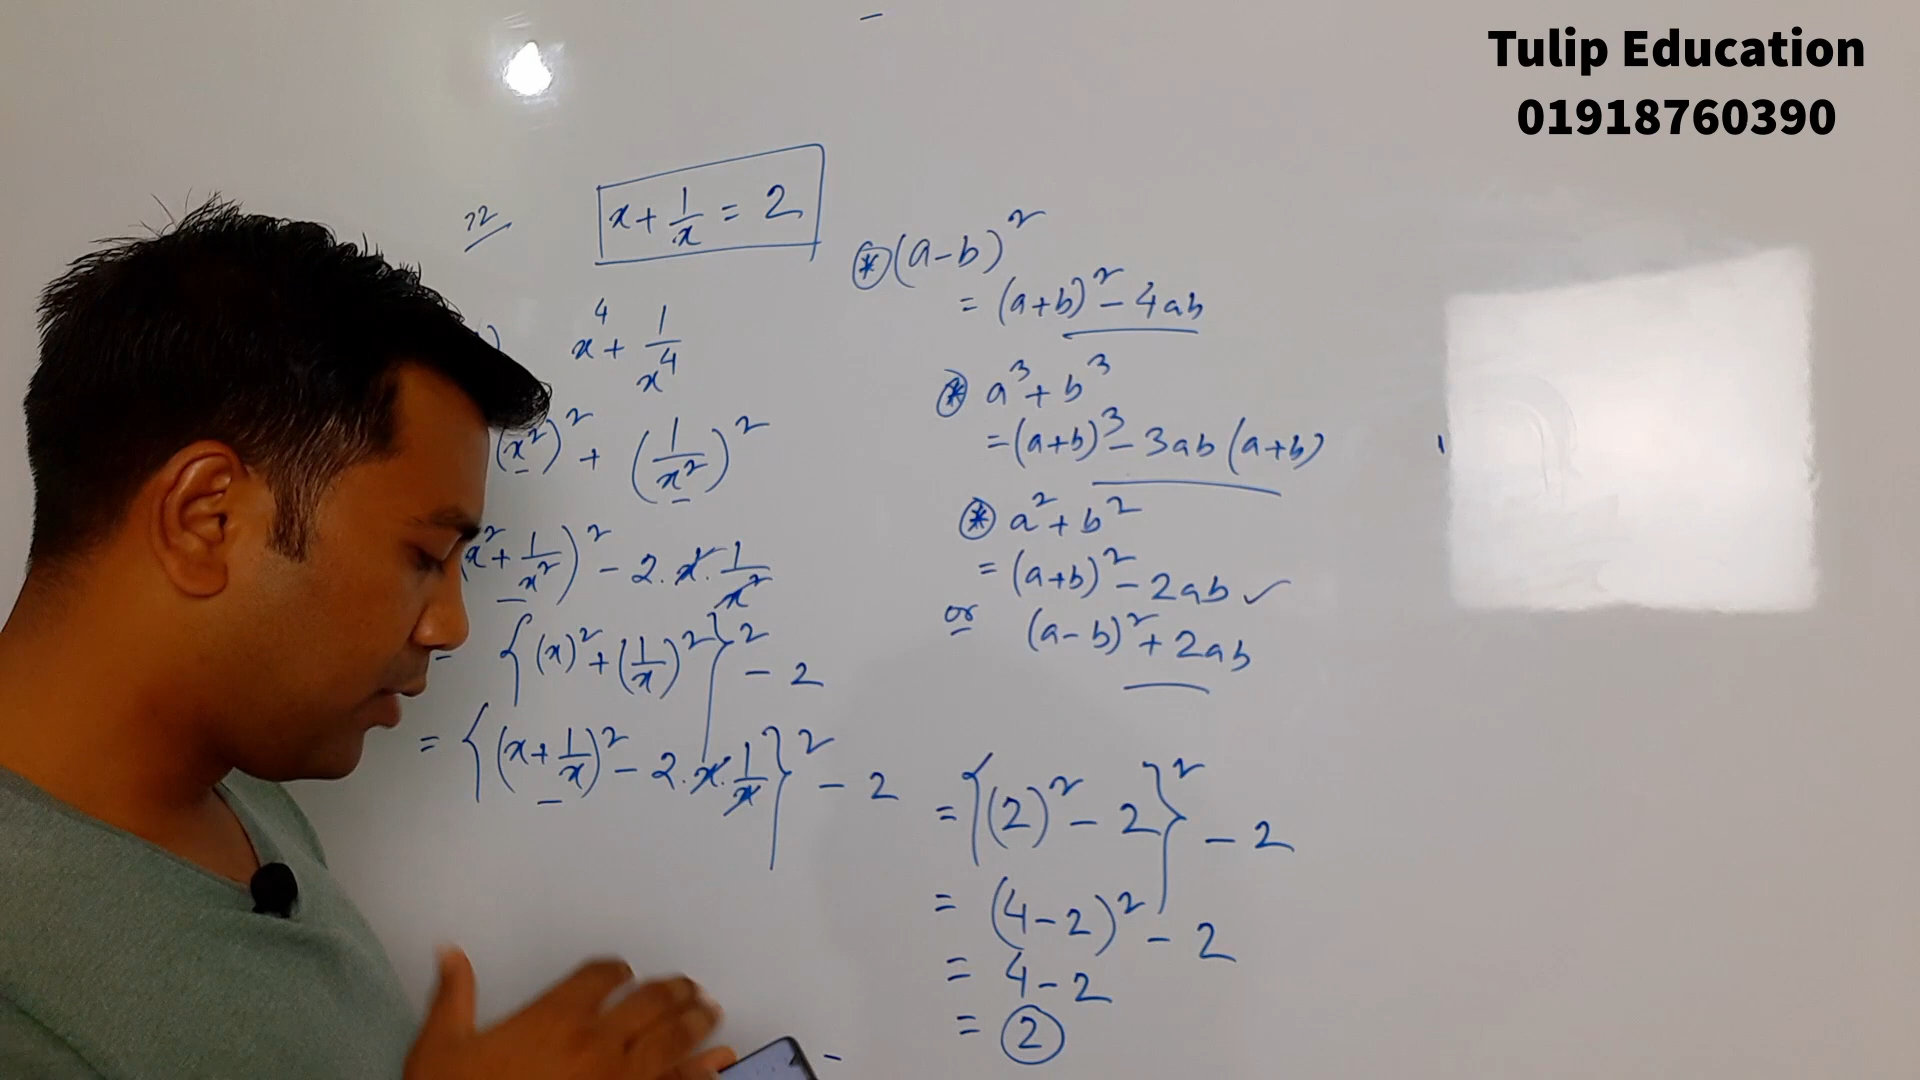 Tulip Education
01918760390
x + 1/x = 2
x⁴ + 1/x⁴
(x²)² + (1/x²)²
(x² + 1/x²)² - 2.x².1/x²
= {(x)² + (1/x)²}² - 2
= {(x + 1/x)² - 2.x.1/x}² - 2
* (a-b)²
= (a+b)² - 4ab
* a³ + b³
= (a+b)³ - 3ab(a+b)
* a² + b²
= (a+b)² - 2ab ✓
or (a-b)² + 2ab
= {(2)² - 2}² - 2
= (4-2)² - 2
= 4-2
= 2